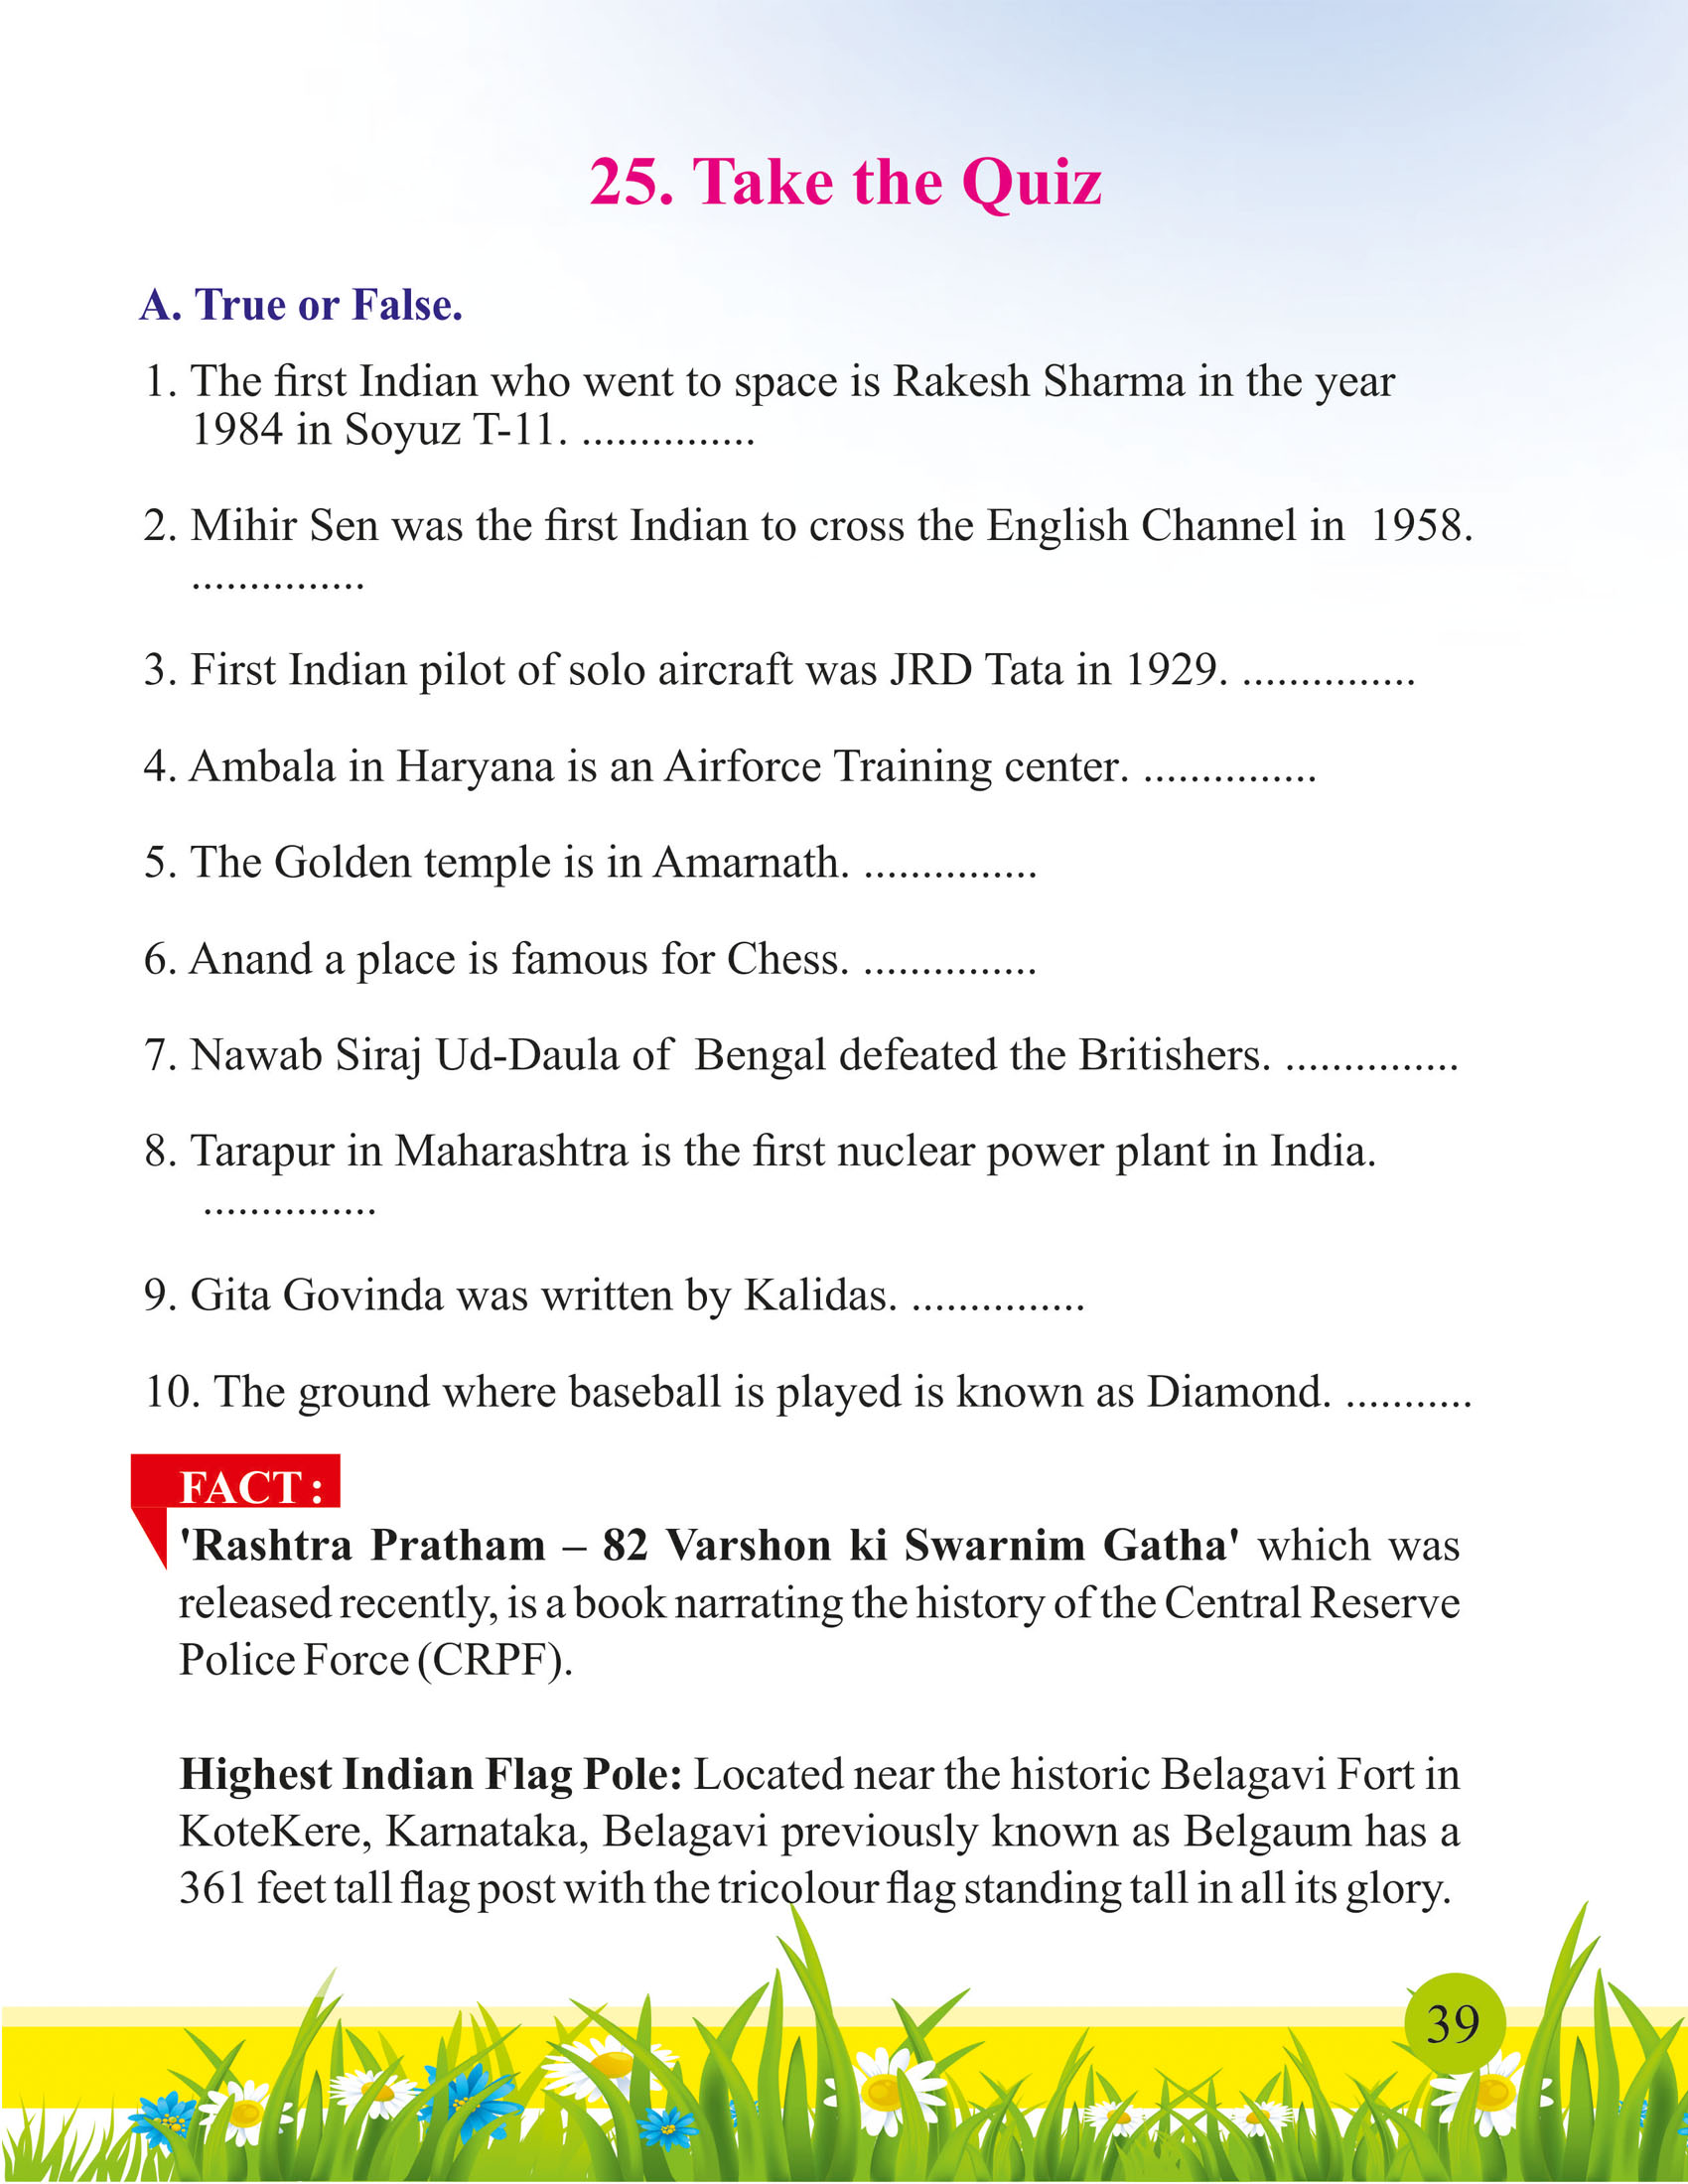 25. Take the Quiz
A. True or False.
1. The first Indian who went to space is Rakesh Sharma in the year
1984 in Soyuz T-11. ...............
2. Mihir Sen was the first Indian to cross the English Channel in  1958.
...............
3. First Indian pilot of solo aircraft was JRD Tata in 1929. ...............
4. Ambala in Haryana is an Airforce Training center. ...............
5. The Golden temple is in Amarnath. ...............
6. Anand a place is famous for Chess. ...............
7. Nawab Siraj Ud-Daula of  Bengal defeated the Britishers. ...............
8. Tarapur in Maharashtra is the first nuclear power plant in India.
...............
9. Gita Govinda was written by Kalidas. ...............
10. The ground where baseball is played is known as Diamond. ...........
FACT :
'Rashtra Pratham – 82 Varshon ki Swarnim Gatha' which was
released recently, is a book narrating the history of the Central Reserve
Police Force (CRPF).
Highest Indian Flag Pole: Located near the historic Belagavi Fort in
KoteKere, Karnataka, Belagavi previously known as Belgaum has a
361 feet tall flag post with the tricolour flag standing tall in all its glory.
39